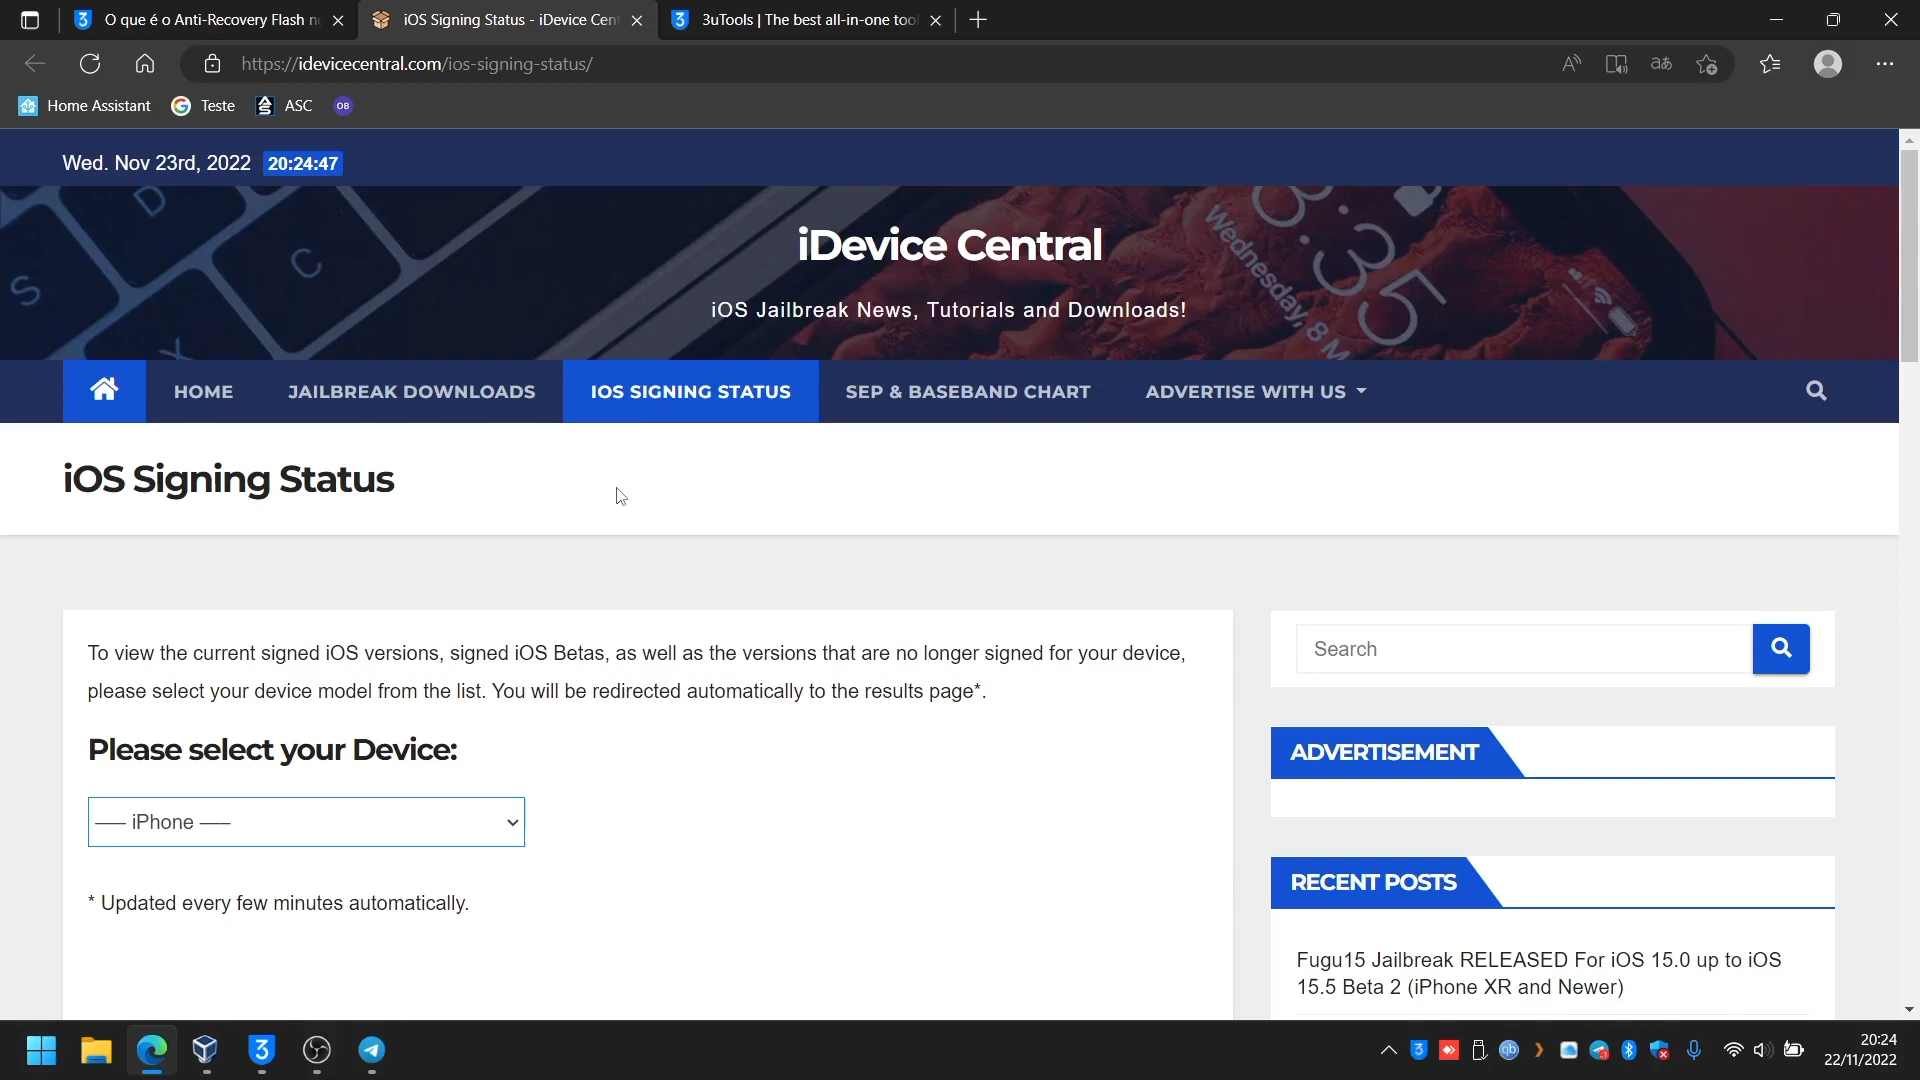 O que é o Anti-Recovery Flash n
iOS Signing Status - iDevice Cent
3uTools | The best all-in-one tool
https://idevicecentral.com/ios-signing-status/
Home Assistant
Teste
ASC
OB
Wed. Nov 23rd, 2022 20:24:47
iDevice Central
iOS Jailbreak News, Tutorials and Downloads!
HOME
JAILBREAK DOWNLOADS
IOS SIGNING STATUS
SEP & BASEBAND CHART
ADVERTISE WITH US
iOS Signing Status
To view the current signed iOS versions, signed iOS Betas, as well as the versions that are no longer signed for your device,
please select your device model from the list. You will be redirected automatically to the results page*.
Please select your Device:
—– iPhone —–
* Updated every few minutes automatically.
Search
ADVERTISEMENT
RECENT POSTS
Fugu15 Jailbreak RELEASED For iOS 15.0 up to iOS
15.5 Beta 2 (iPhone XR and Newer)
20:24
22/11/2022